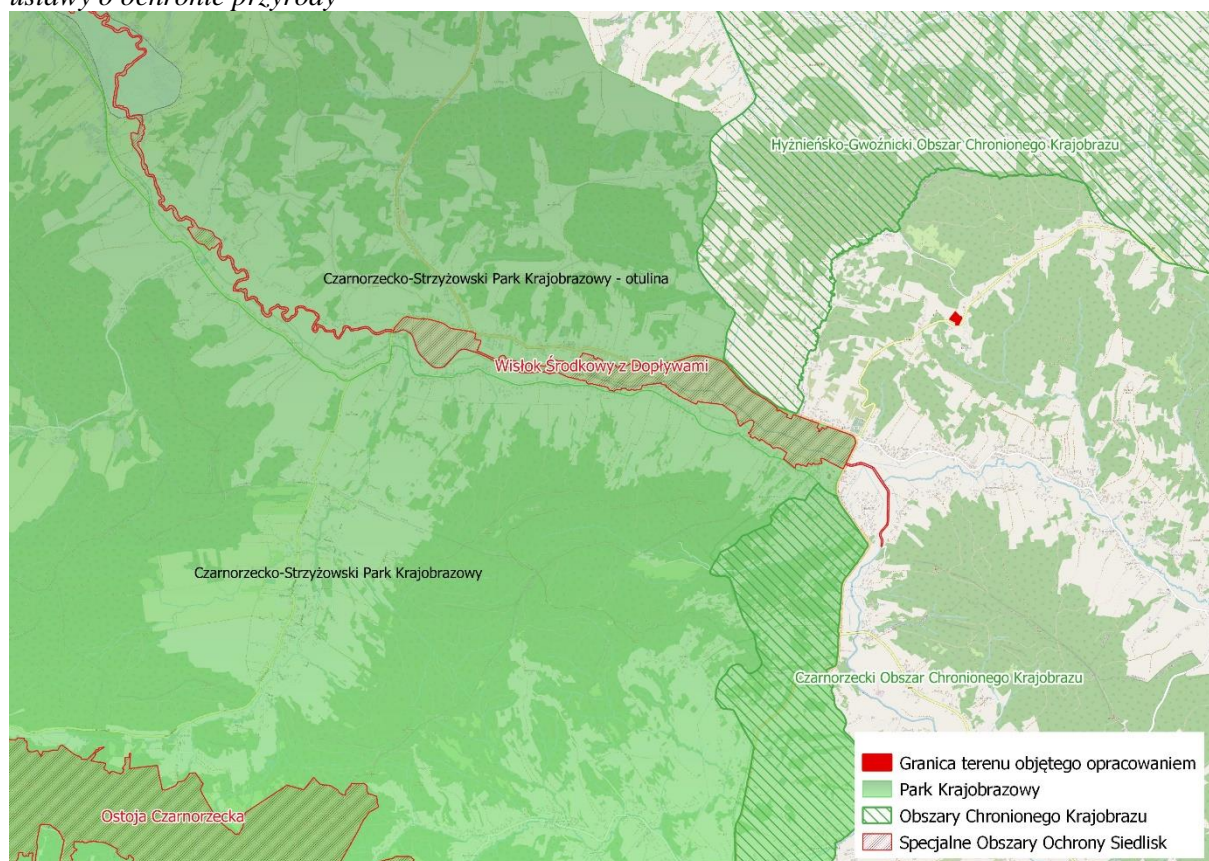 ustawy o ochronie przyrody
Hyżnieńsko-Gwoźnicki Obszar Chronionego Krajobrazu
Czarnorzecko-Strzyżowski Park Krajobrazowy - otulina
Wisłok Środkowy z Dopływami
Czarnorzecko-Strzyżowski Park Krajobrazowy
Czarnorzecki Obszar Chronionego Krajobrazu
Ostoja Czarnorzecka
Granica terenu objętego opracowaniem
Park Krajobrazowy
Obszary Chronionego Krajobrazu
Specjalne Obszary Ochrony Siedlisk